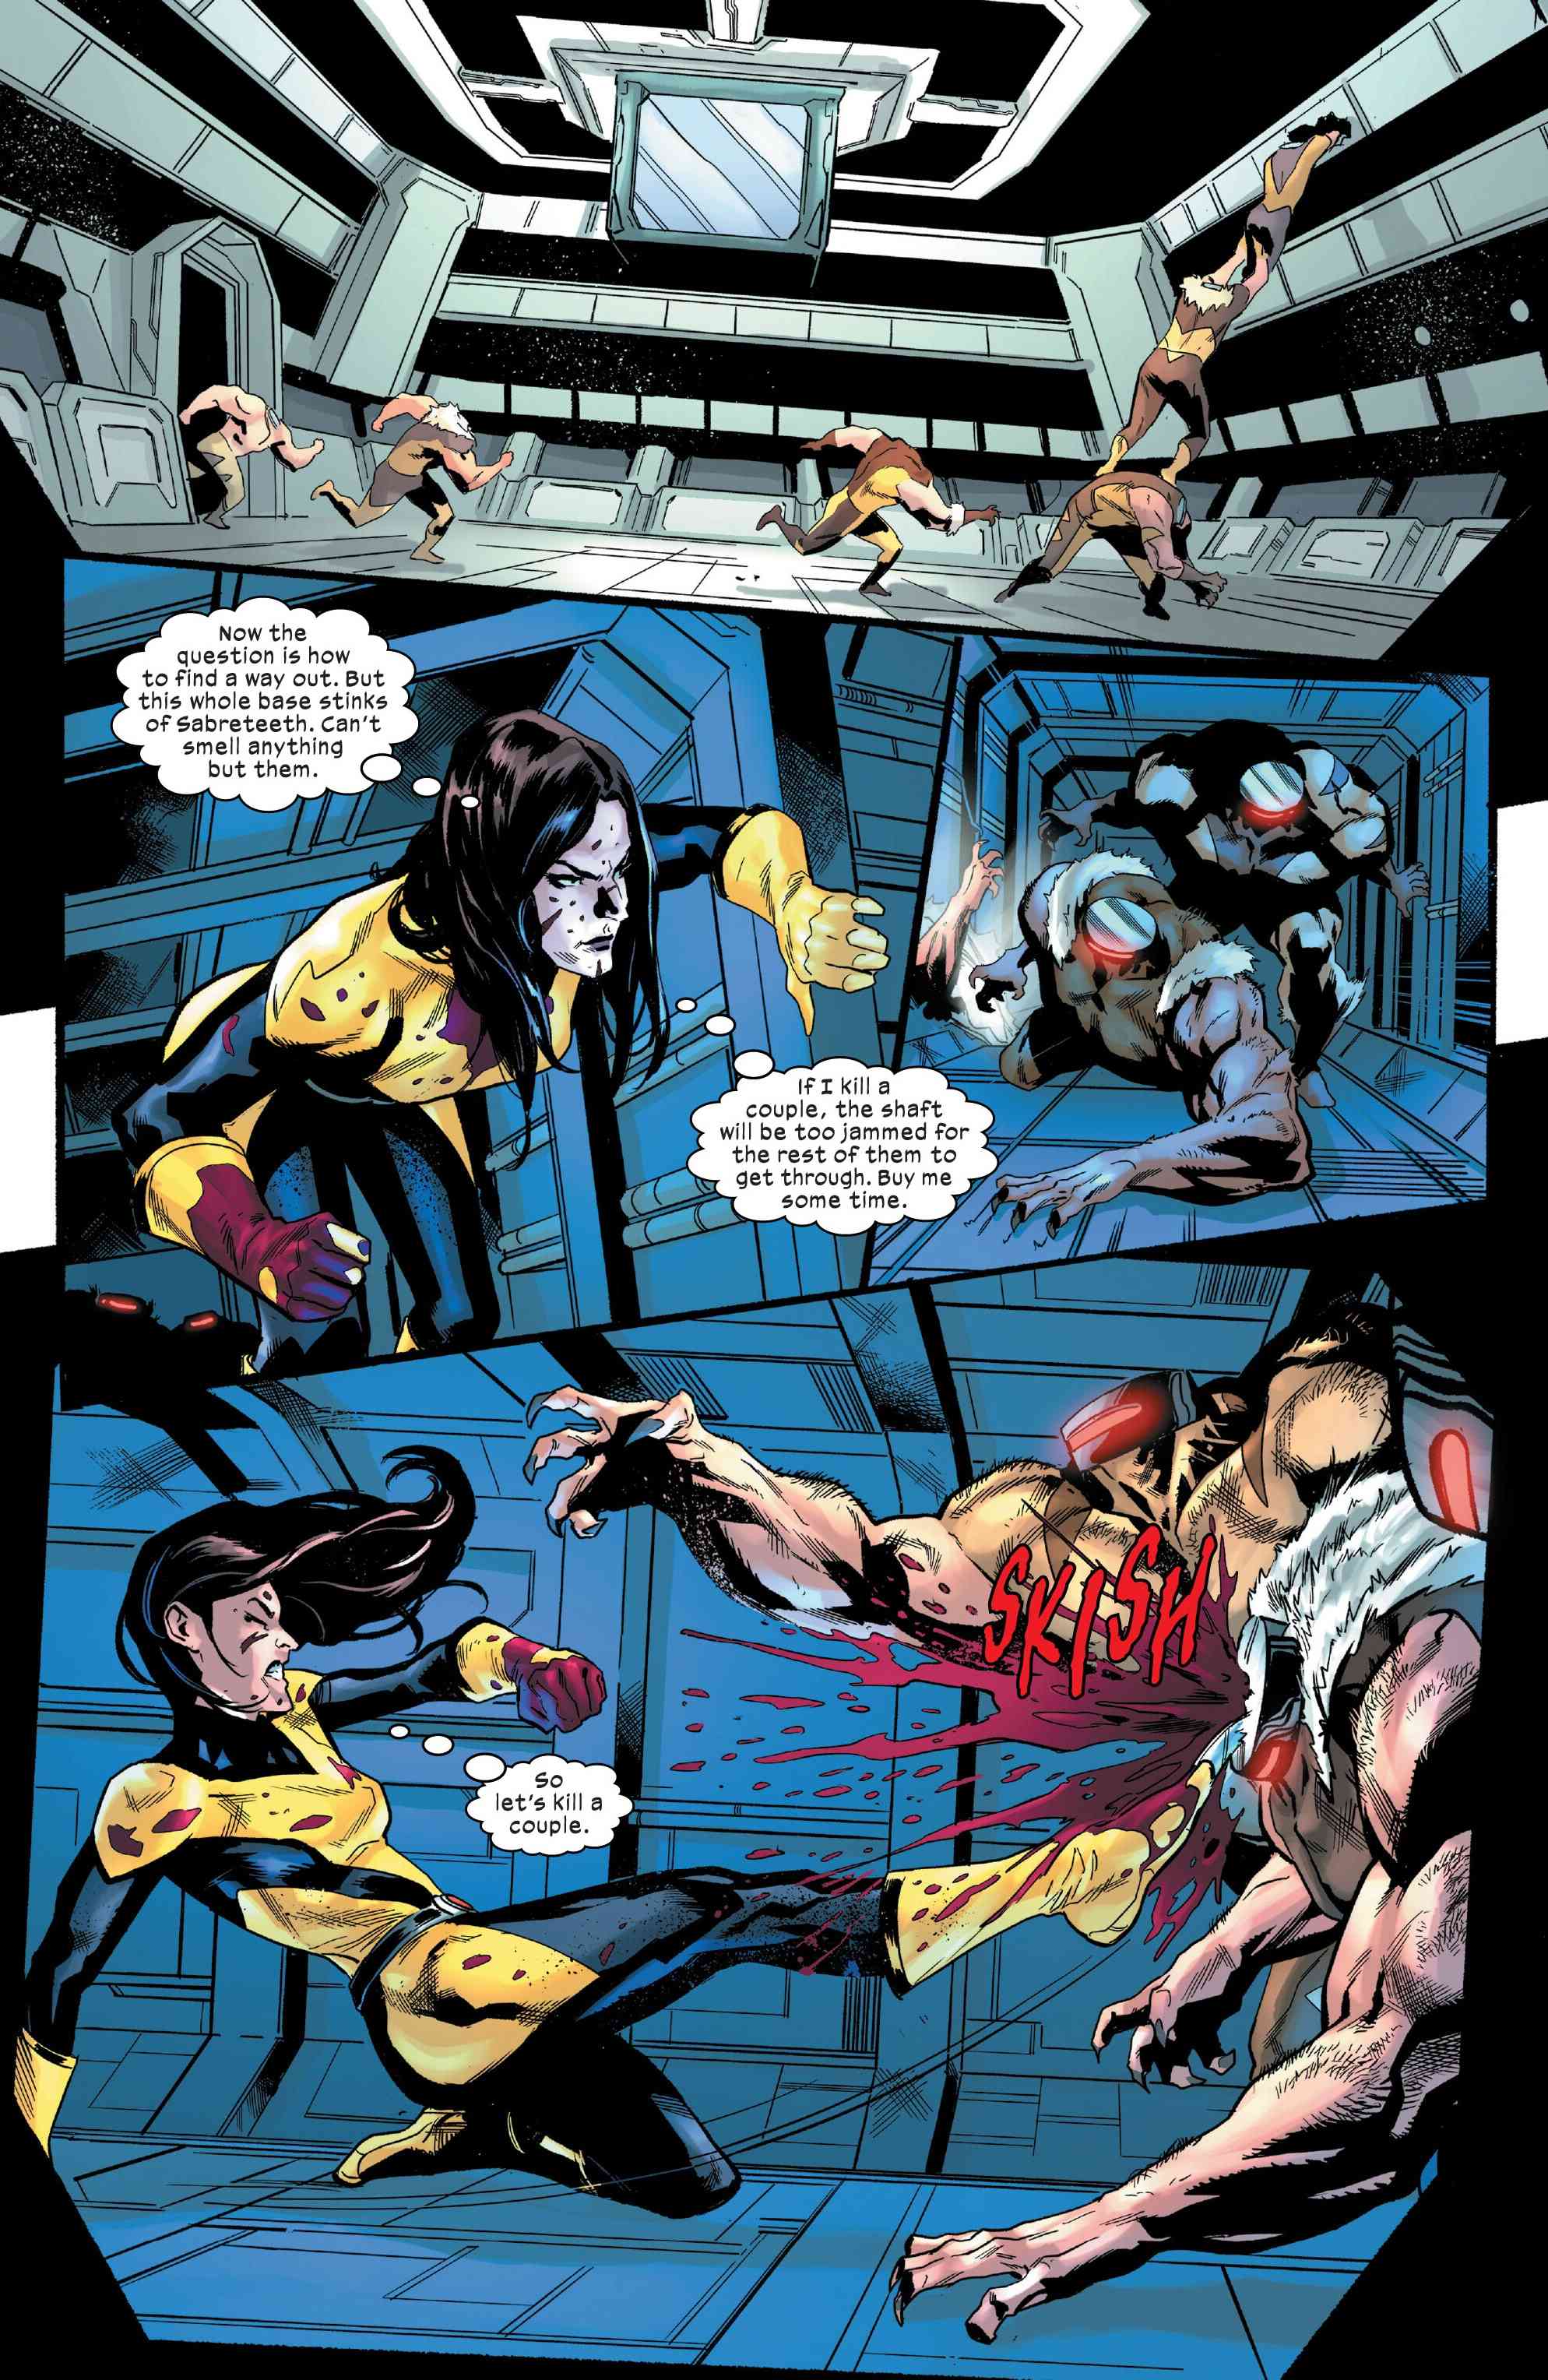 Now the
question is how
to find a way out. But
this whole base stinks
of Sabreteeth. Can't
smell anything
but them.
If I kill a
couple, the shaft
will be too jammed for
the rest of them to
get through. Buy me
some time.
SKISH
So
let's kill a
couple.